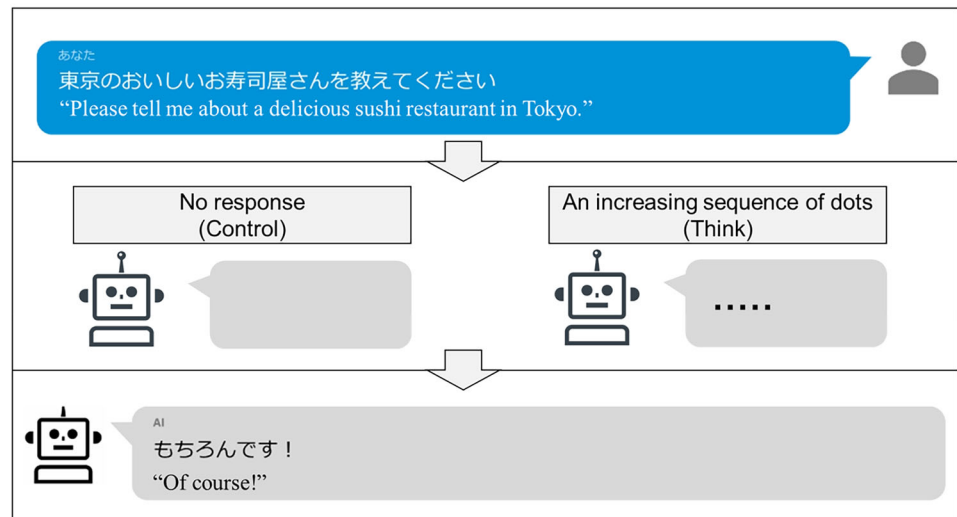 あなた
東京のおいしいお寿司屋さんを教えてください
“Please tell me about a delicious sushi restaurant in Tokyo.”
No response
(Control)
An increasing sequence of dots
(Think)
.....
AI
もちろんです！
“Of course!”